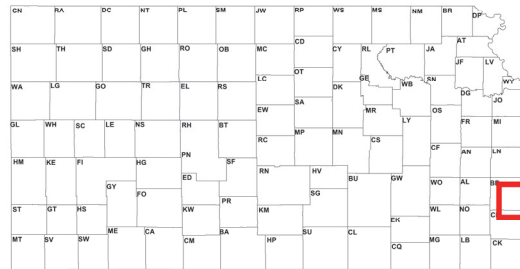 CN RA DC NT PL SM JW RP WS MS NM BR DP
SH TH SD GH RO OB MC CD CY RL PT JA AT
JF LV
WA LG GO TR EL RS LC OT GE WB SN WY
DK DG JO
EW SA MR OS
GL WH SC LE NS RH BT LY FR MI
RC MP MN CS
HM KE FI HG PN SF RN HV CF AN LN
ED SG BU GW WO AL
GY FO
ST GT HS KW PR KM WL NO
EK
MT SV SW ME CA CM BA HP SU CL CQ MG LB CK